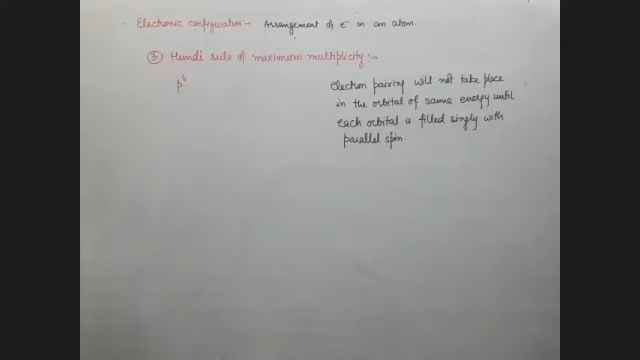 Electronic configuration - Arrangement of e⁻ in an atom.
③ Hund's rule of maximum multiplicity :-
p⁴
electron pairing will not take place
in the orbital of same energy until
each orbital is filled singly with
parallel spin